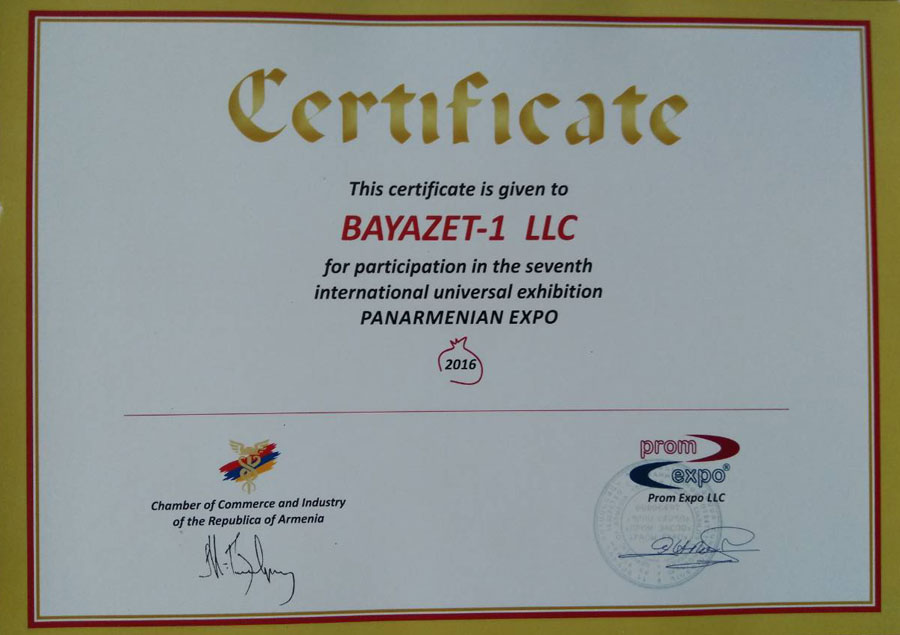 Certificate
This certificate is given to
BAYAZET-1 LLC
for participation in the seventh
international universal exhibition
PANARMENIAN EXPO
2016
Chamber of Commerce and Industry
of the Republica of Armenia
prom
expo®
Prom Expo LLC